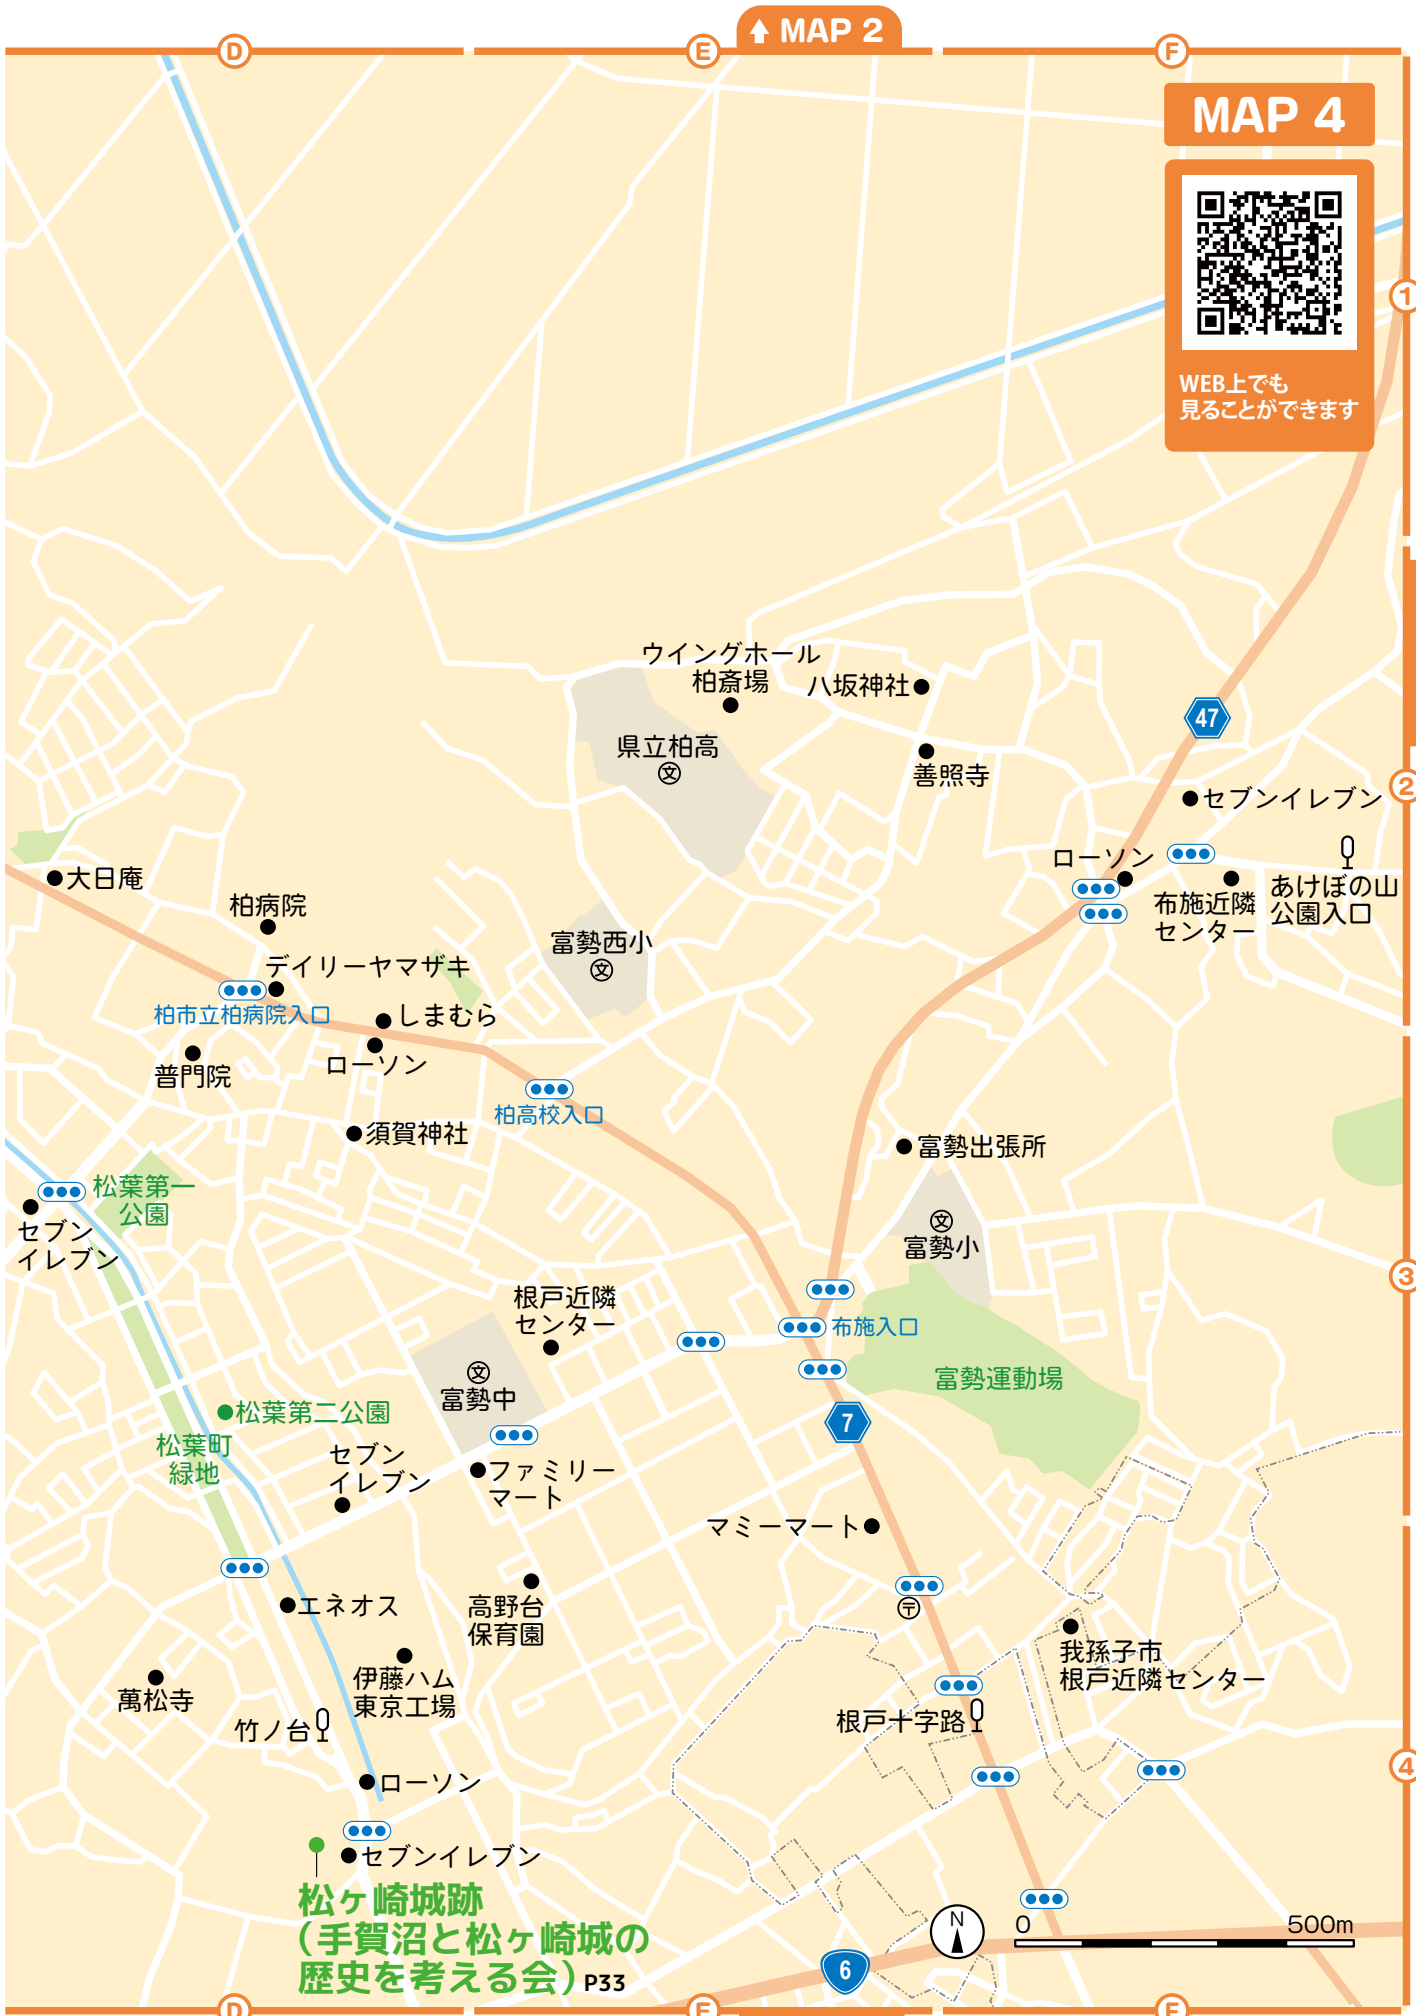 MAP 2
D
E
F
MAP 4
WEB上でも
見ることができます
1
ウイングホール
柏斎場
八坂神社
県立柏高
文
善照寺
47
2
セブンイレブン
ローソン
布施近隣
センター
あけぼの山
公園入口
大日庵
柏病院
デイリーヤマザキ
柏市立柏病院入口
しまむら
ローソン
普門院
富勢西小
文
柏高校入口
須賀神社
富勢出張所
松葉第一
公園
セブン
イレブン
文
富勢小
3
根戸近隣
センター
布施入口
文
富勢中
富勢運動場
7
松葉第二公園
松葉町
緑地
セブン
イレブン
ファミリー
マート
マミーマート
〒
エネオス
高野台
保育園
伊藤ハム
東京工場
萬松寺
竹ノ台
我孫子市
根戸近隣センター
根戸十字路
4
ローソン
セブンイレブン
松ヶ崎城跡
(手賀沼と松ヶ崎城の
歴史を考える会) P33
N
0
500m
6
D
E
F